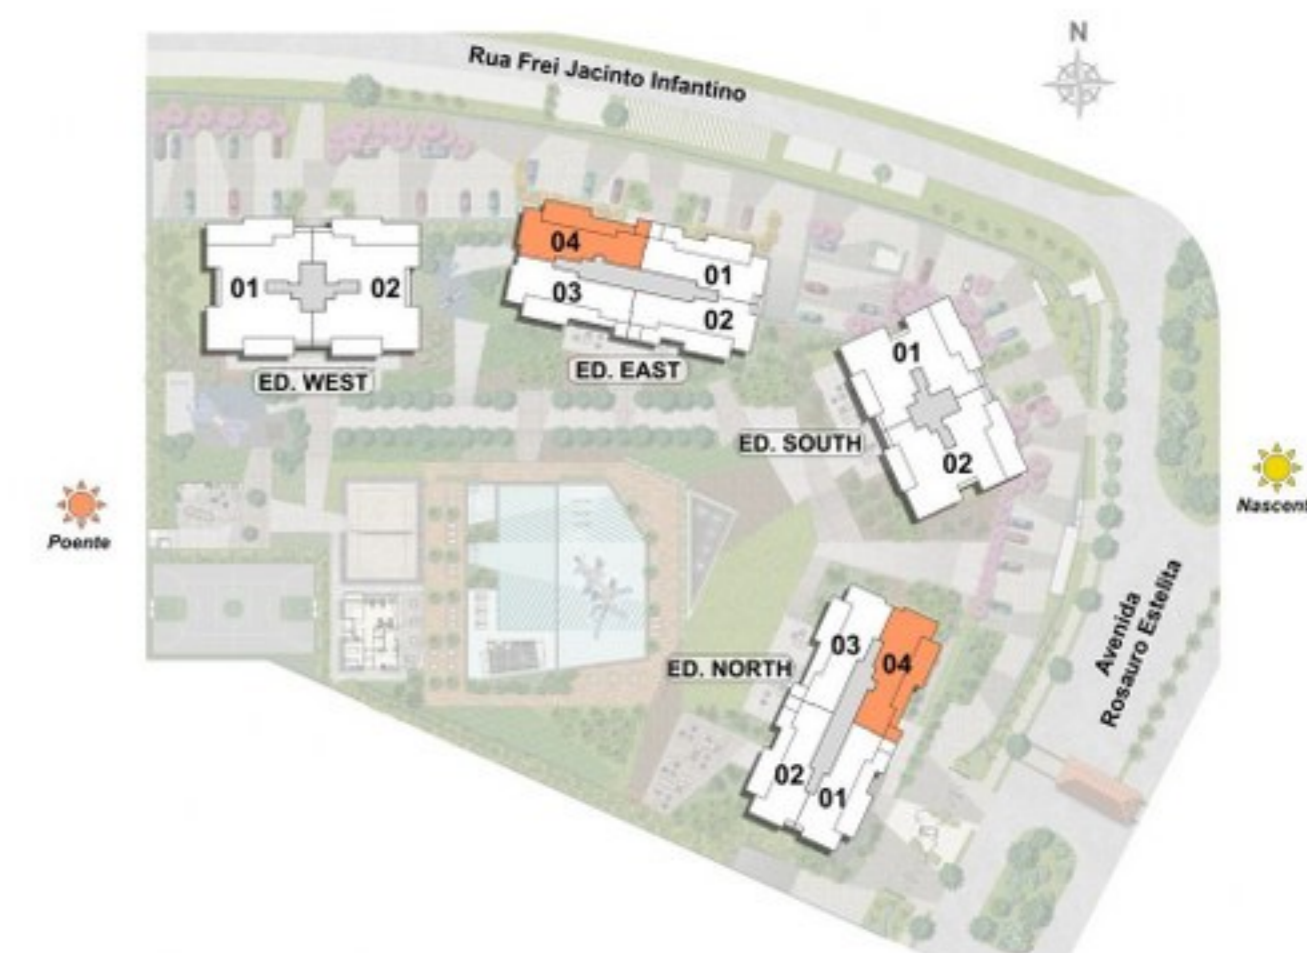 N
Rua Frei Jacinto Infantino
04
01
01
02
03
02
ED. WEST
ED. EAST
01
ED. SOUTH
02
Poente
Nascent
Avenida
Rosauro Estelita
03
04
ED. NORTH
02
01